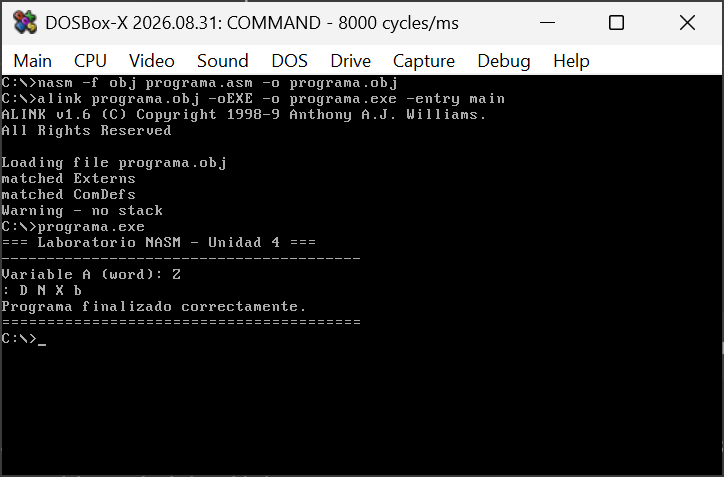 DOSBox-X 2026.08.31: COMMAND - 8000 cycles/ms
Main CPU Video Sound DOS Drive Capture Debug Help
C:\>nasm -f obj programa.asm -o programa.obj
C:\>alink programa.obj -oEXE -o programa.exe -entry main
ALINK v1.6 (C) Copyright 1998-9 Anthony A.J. Williams.
All Rights Reserved
Loading file programa.obj
matched Externs
matched ComDefs
Warning - no stack
C:\>programa.exe
=== Laboratorio NASM - Unidad 4 ===
----------------------------------------
Variable A (word): Z
: D N X b
Programa finalizado correctamente.
========================================
C:\>_